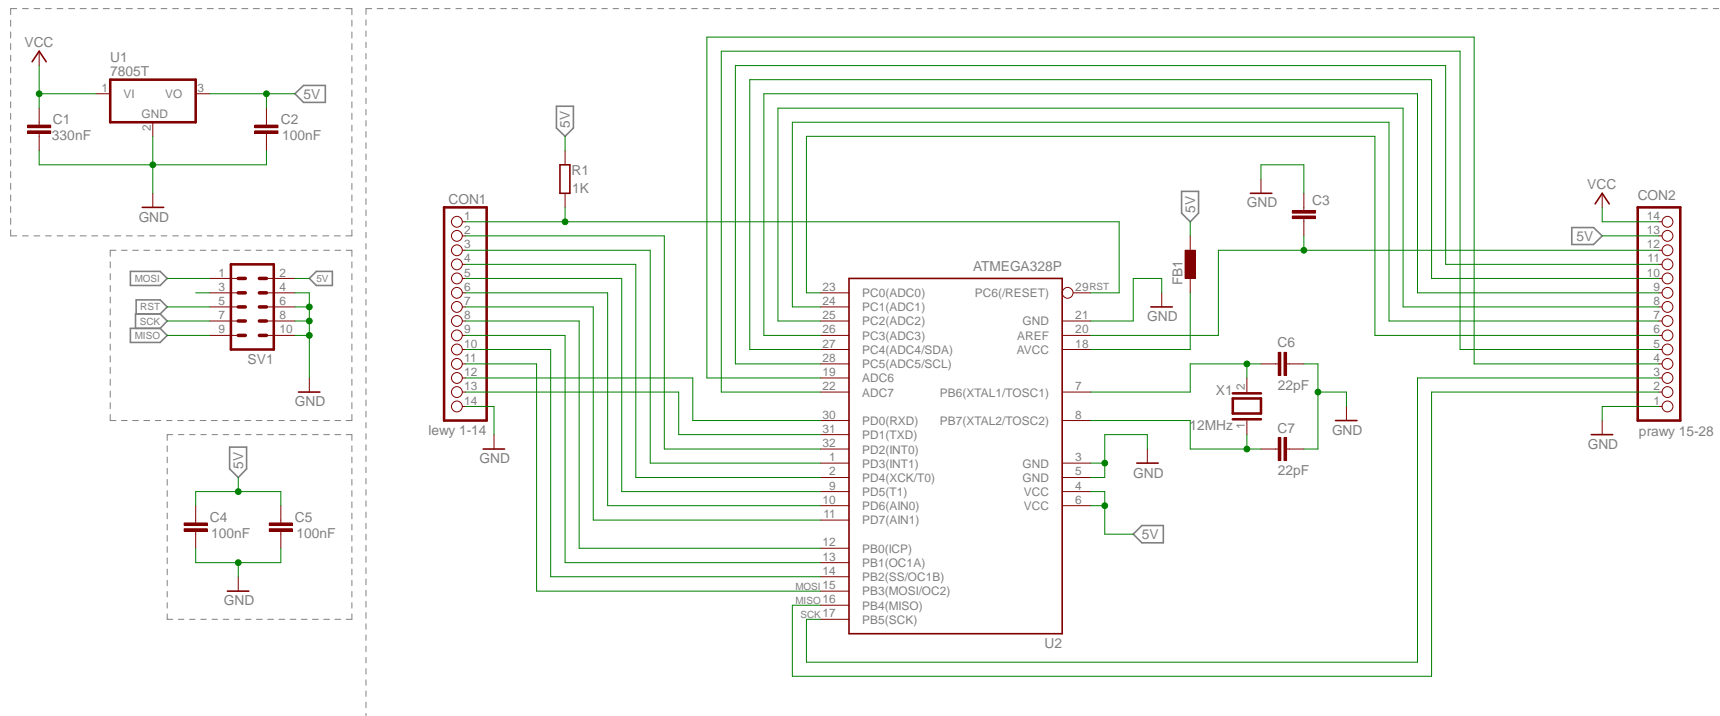 VCC
U1
7805T
1
VI
VO
3
5V
GND
2
C1
330nF
C2
100nF
GND
MOSI
1
2
5V
3
4
RST
5
6
SCK
7
8
MISO
9
10
SV1
GND
5V
C4
100nF
C5
100nF
GND
5V
R1
1K
CON1
1
2
3
4
5
6
7
8
9
10
11
12
13
14
lewy 1-14
GND
ATMEGA328P
23 PC0(ADC0)
24 PC1(ADC1)
25 PC2(ADC2)
26 PC3(ADC3)
27 PC4(ADC4/SDA)
28 PC5(ADC5/SCL)
19 ADC6
22 ADC7
30 PD0(RXD)
31 PD1(TXD)
32 PD2(INT0)
1 PD3(INT1)
2 PD4(XCK/T0)
9 PD5(T1)
10 PD6(AIN0)
11 PD7(AIN1)
12 PB0(ICP)
13 PB1(OC1A)
14 PB2(SS/OC1B)
MOSI 15 PB3(MOSI/OC2)
MISO 16 PB4(MISO)
SCK 17 PB5(SCK)
PC6(/RESET) 29 RST
GND 21
AREF 20
AVCC 18
PB6(XTAL1/TOSC1) 7
PB7(XTAL2/TOSC2) 8
GND 3
GND 5
VCC 4
VCC 6
U2
GND
5V
FB1
GND
C3
C6
22pF
X1
2
1
12MHz
C7
22pF
GND
GND
5V
VCC
CON2
5V
14
13
12
11
10
9
8
7
6
5
4
3
2
1
GND
prawy 15-28